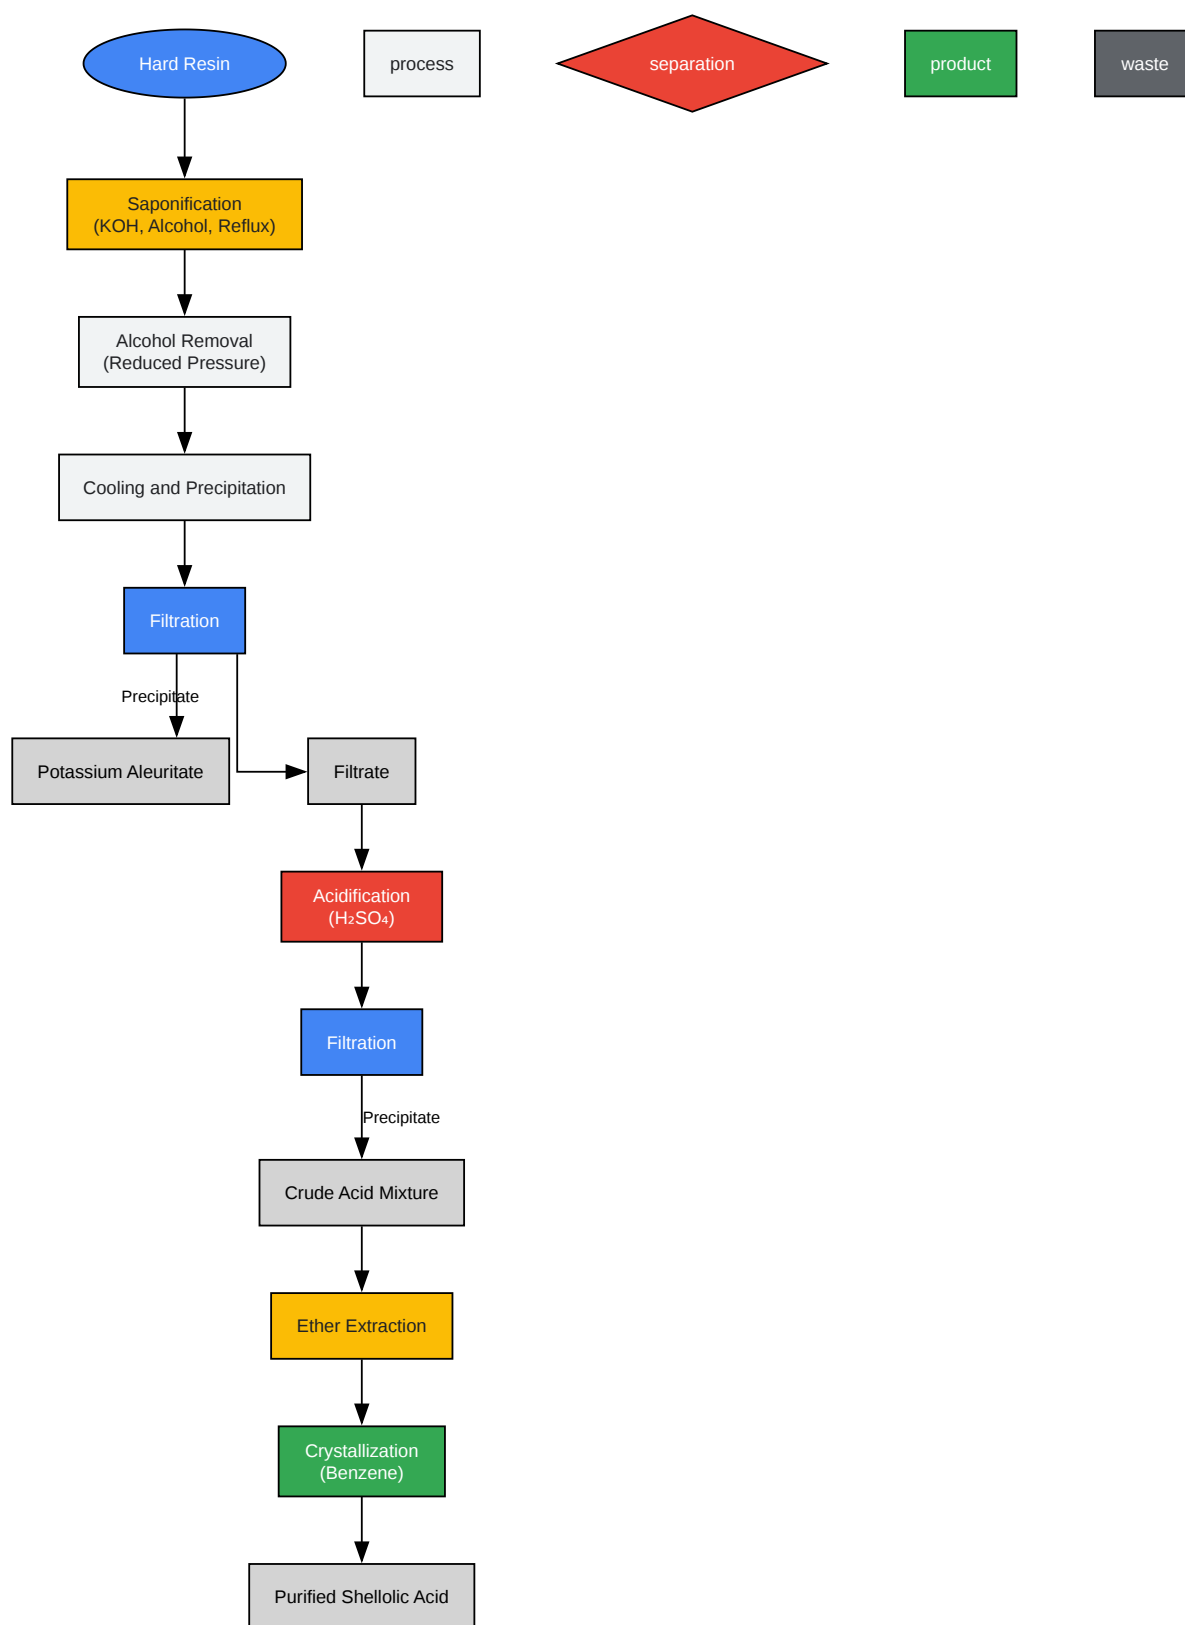 Hard Resin
process
separation
product
waste
Saponification
(KOH, Alcohol, Reflux)
Alcohol Removal
(Reduced Pressure)
Cooling and Precipitation
Filtration
Precipitate
Potassium Aleuritate
Filtrate
Acidification
(H₂SO₄)
Filtration
Precipitate
Crude Acid Mixture
Ether Extraction
Crystallization
(Benzene)
Purified Shellolic Acid